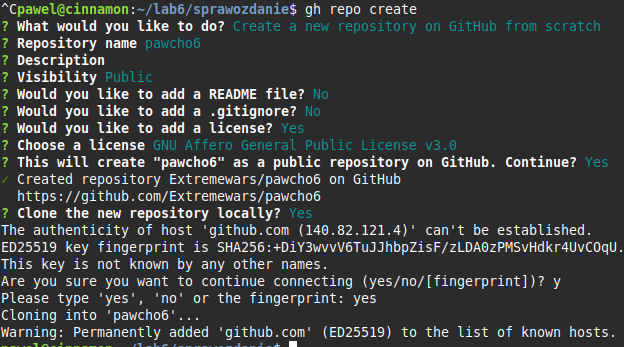 ^Cpawel@cinnamon:~/lab6/sprawozdanie$ gh repo create
? What would you like to do? Create a new repository on GitHub from scratch
? Repository name pawcho6
? Description
? Visibility Public
? Would you like to add a README file? No
? Would you like to add a .gitignore? No
? Would you like to add a license? Yes
? Choose a license GNU Affero General Public License v3.0
? This will create "pawcho6" as a public repository on GitHub. Continue? Yes
✓ Created repository Extremewars/pawcho6 on GitHub
https://github.com/Extremewars/pawcho6
? Clone the new repository locally? Yes
The authenticity of host 'github.com (140.82.121.4)' can't be established.
ED25519 key fingerprint is SHA256:+DiY3wvvV6TuJJhbpZisF/zLDA0zPMSvHdkr4UvCOqU.
This key is not known by any other names.
Are you sure you want to continue connecting (yes/no/[fingerprint])? y
Please type 'yes', 'no' or the fingerprint: yes
Cloning into 'pawcho6'...
Warning: Permanently added 'github.com' (ED25519) to the list of known hosts.
pawel@cinnamon:~/lab6/sprawozdanie$